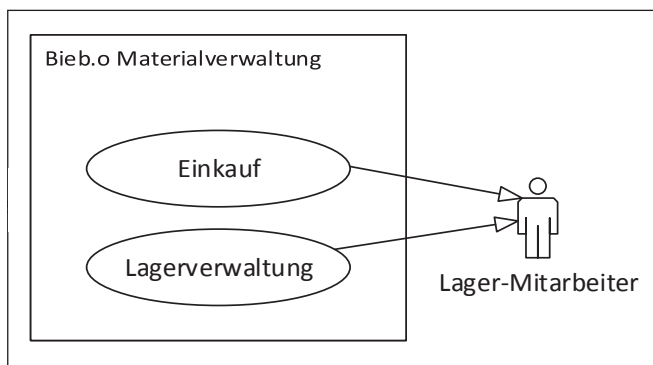 Bieb.o Materialverwaltung
Einkauf
Lagerverwaltung
Lager-Mitarbeiter